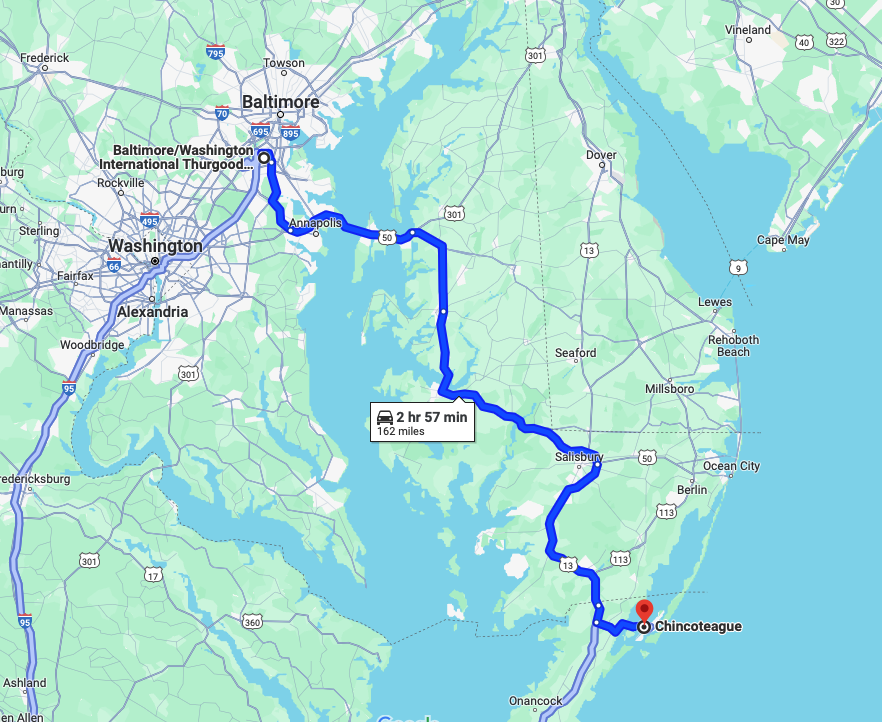 30
Vineland
40
322
Frederick
795
Towson
301
Baltimore
70
695
895
Baltimore/Washington
International Thurgood...
Dover
burg
Rockville
urn
Sterling
495
Annapolis
301
50
Washington
Cape May
13
antilly
66
Fairfax
9
Manassas
Alexandria
Lewes
Woodbridge
Rehoboth
Beach
Seaford
301
95
Millsboro
2 hr 57 min
162 miles
Salisbury
50
Ocean City
redericksburg
Berlin
113
301
17
13
113
95
360
Chincoteague
Ashland
Onancock
en Allen